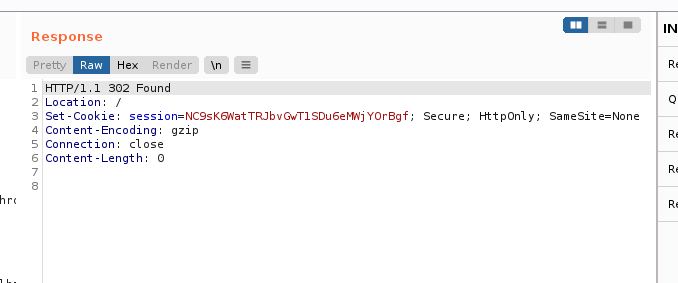 Response
Pretty Raw Hex Render \n
1 HTTP/1.1 302 Found
2 Location: /
3 Set-Cookie: session=NC9sK6WatTRJbvGwT1SDu6eMWjYOrBgf; Secure; HttpOnly; SameSite=None
4 Content-Encoding: gzip
5 Connection: close
6 Content-Length: 0
7
8
IN
Re
Q
Re
Re
Re